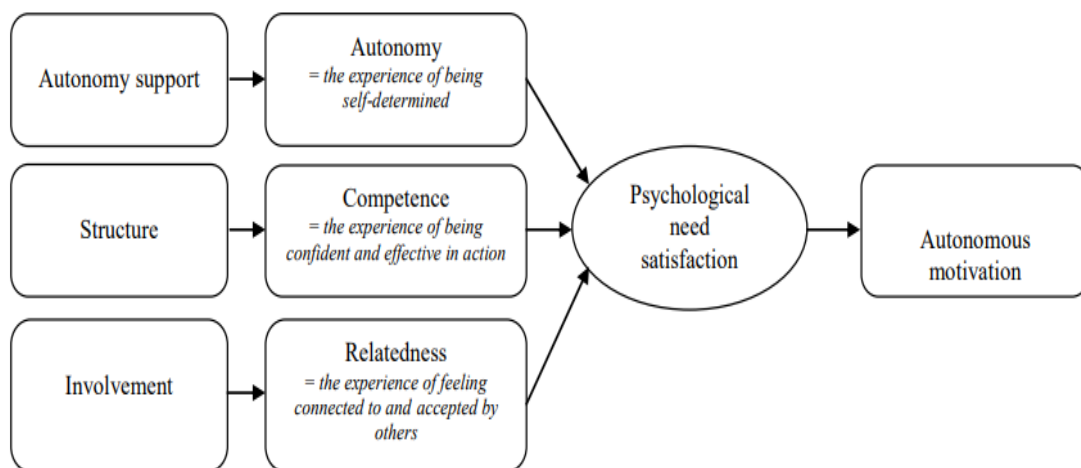 Autonomy support
Autonomy
= the experience of being
self-determined
Structure
Competence
= the experience of being
confident and effective in action
Involvement
Relatedness
= the experience of feeling
connected to and accepted by
others
Psychological
need
satisfaction
Autonomous
motivation